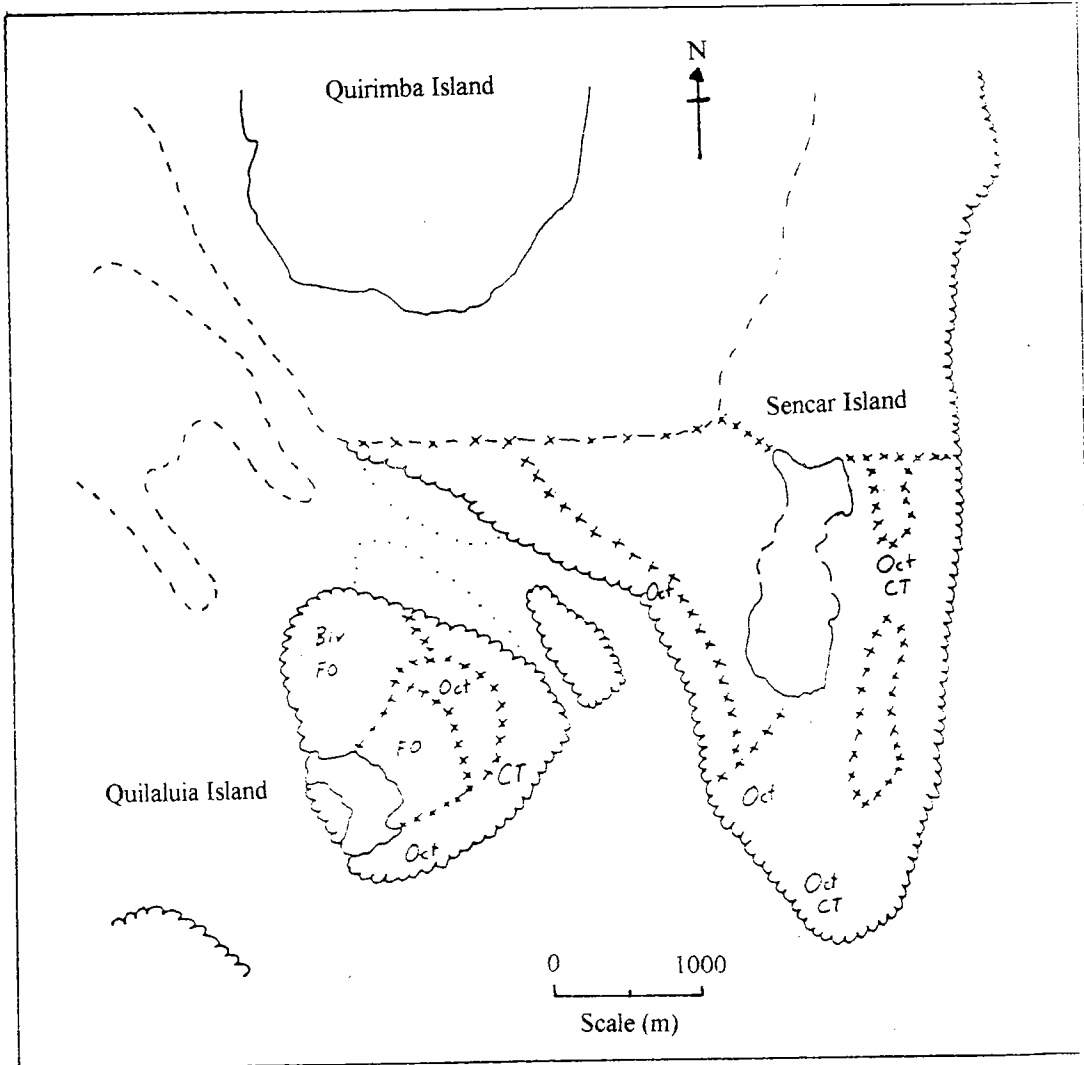 N
Quirimba Island
Sencar Island
Oct
CT
Oct
Biv
FO
Oct
FO
CT
Quilaluia Island
Oct
Oct
Oct
CT
0 1000
Scale (m)